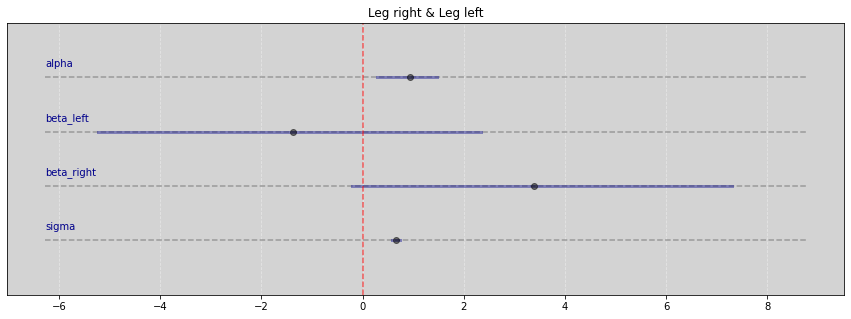 Leg right & Leg left
alpha
beta_left
beta_right
sigma
−6 −4 −2 0 2 4 6 8